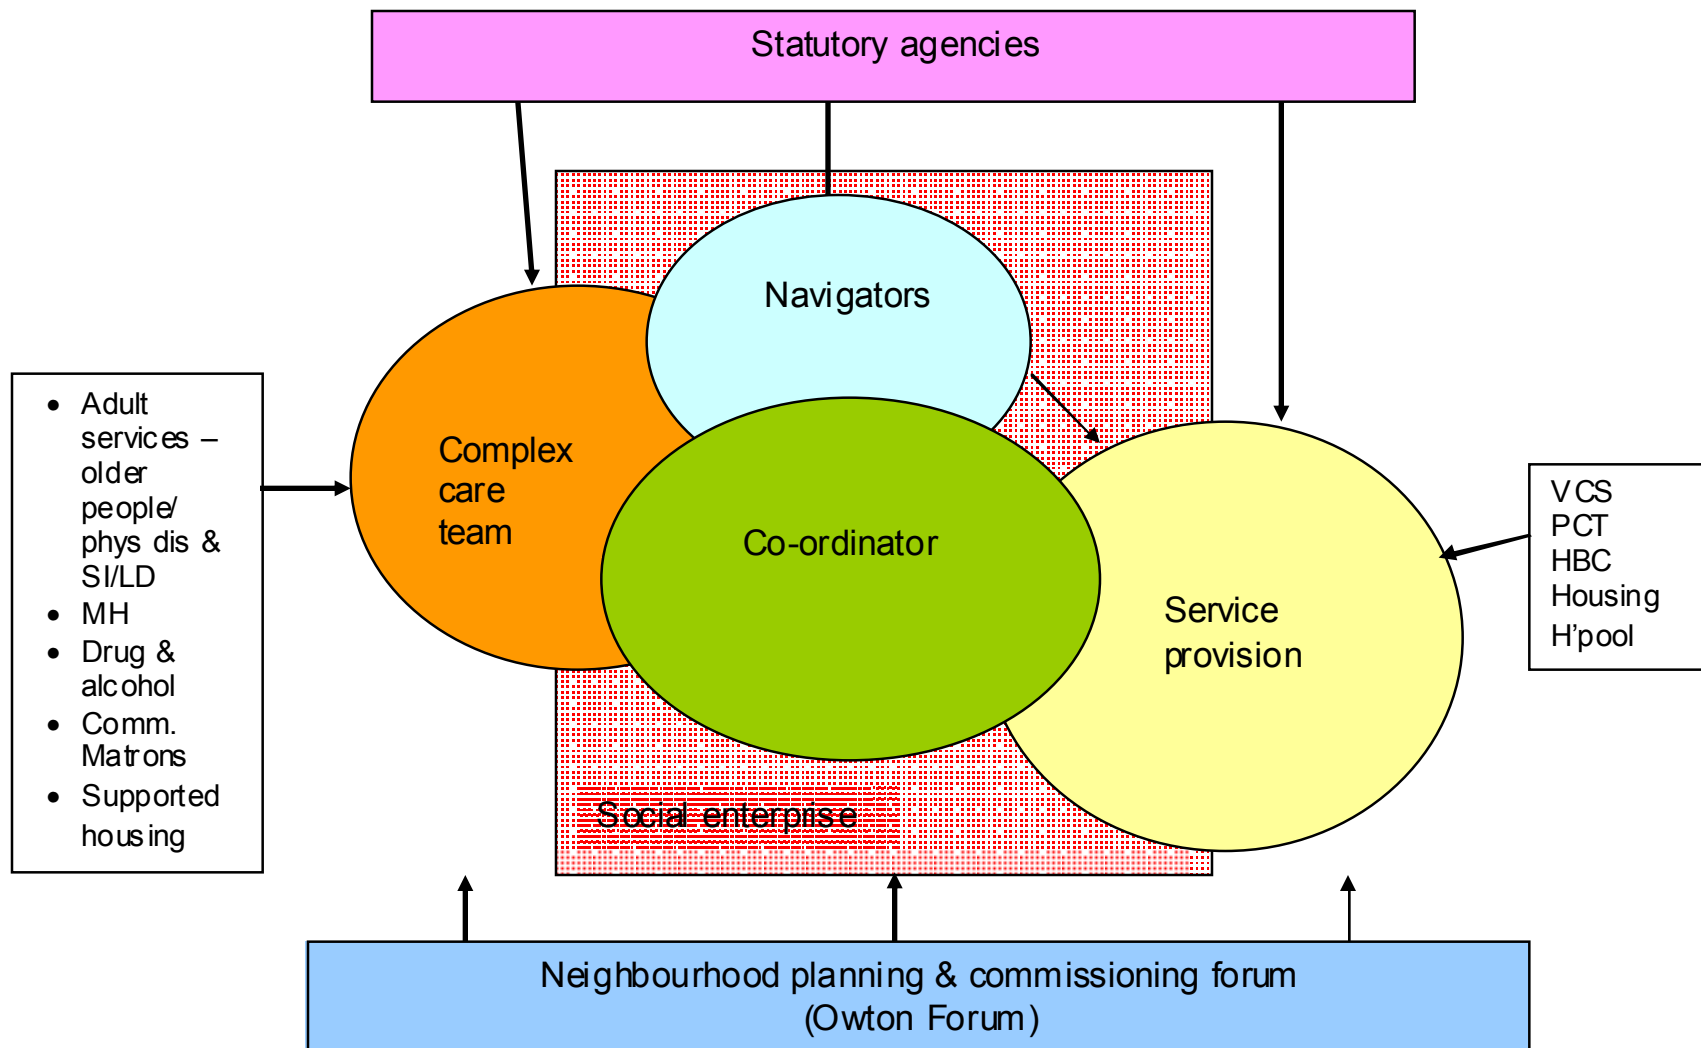 Statutory agencies
Navigators
• Adult
services –
older
people/
phys dis &
SI/LD
• MH
• Drug &
alcohol
• Comm.
Matrons
• Supported
housing
Complex
care
team
Co-ordinator
Service
provision
VCS
PCT
HBC
Housing
H’pool
Social enterprise
Neighbourhood planning & commissioning forum
(Owton Forum)